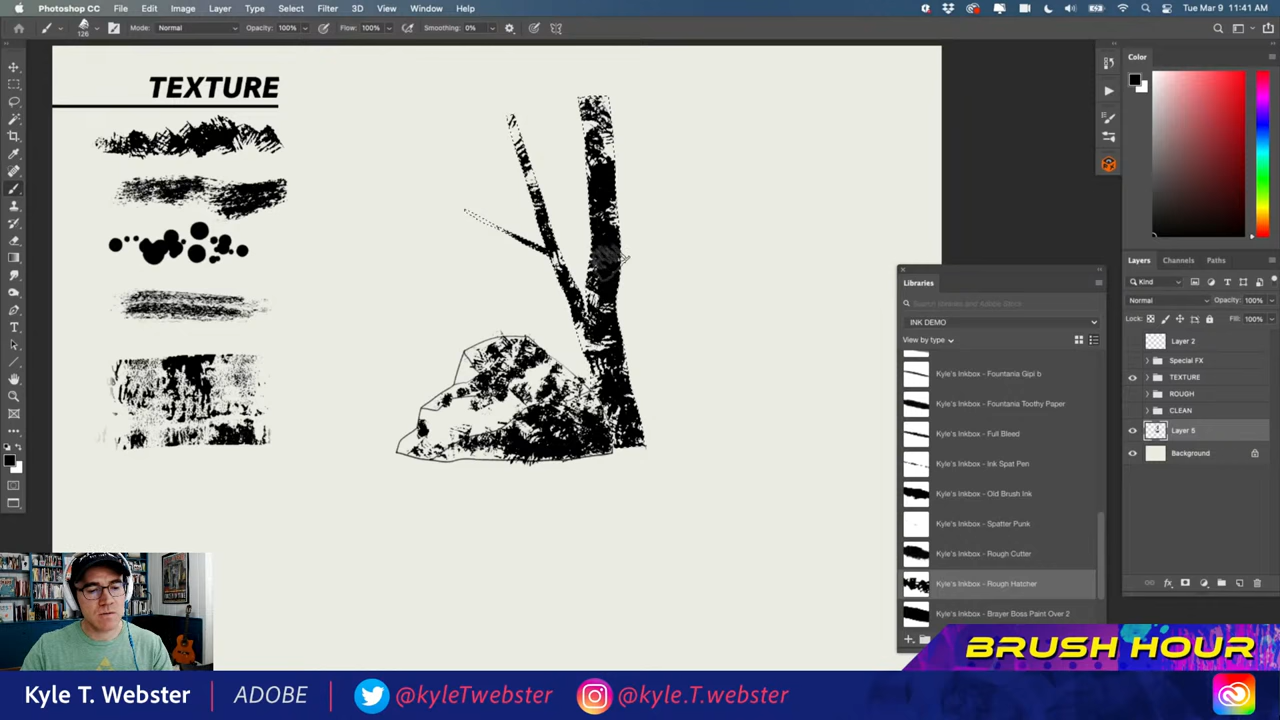 Photoshop CC File Edit Image Layer Type Select Filter 3D View Window Help
Tue Mar 9 11:41 AM
126 Mode: Normal Opacity: 100% Flow: 100% Smoothing: 0%
TEXTURE
Color
Layers Channels Paths
Kind
Normal Opacity: 100%
Lock: Fill: 100%
Layer 2
Special FX
TEXTURE
ROUGH
CLEAN
Layer 5
Background
Libraries
INK DEMO
View by type
Kyle's Inkbox - Fountania Gipi b
Kyle's Inkbox - Fountania Toothy Paper
Kyle's Inkbox - Full Bleed
Kyle's Inkbox - Ink Spat Pen
Kyle's Inkbox - Old Brush Ink
Kyle's Inkbox - Spatter Punk
Kyle's Inkbox - Rough Cutter
Kyle's Inkbox - Rough Hatcher
Kyle's Inkbox - Brayer Boss Paint Over 2
BRUSH HOUR
Kyle T. Webster | ADOBE | @kyleTwebster @kyle.T.webster